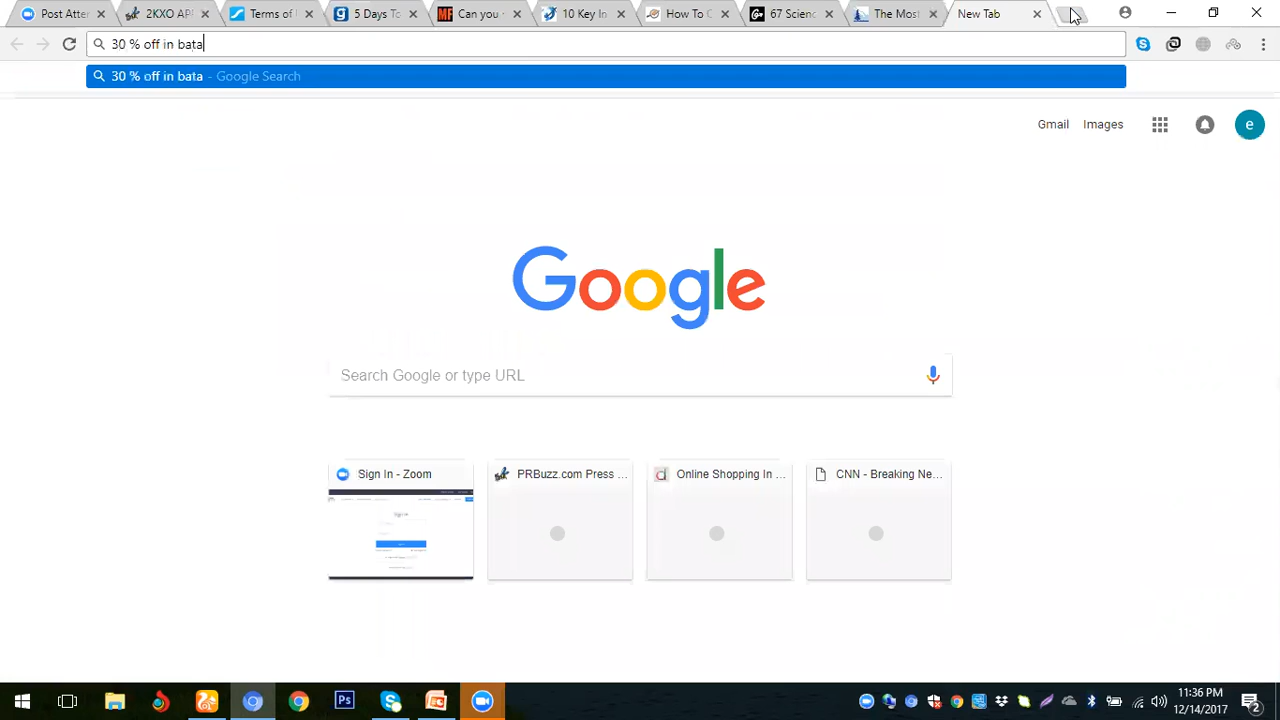 Post Atter
2KXO AP
Terms of
5 Days To
Can you
10 Key In
How To C
67 Scienc
The Most
New Tab
30 % off in bata
30 % off in bata - Google Search
Gmail Images e
Google
Search Google or type URL
Sign In - Zoom
PRBuzz.com Press ...
Online Shopping In ...
CNN - Breaking Ne...
11:36 PM
12/14/2017
2